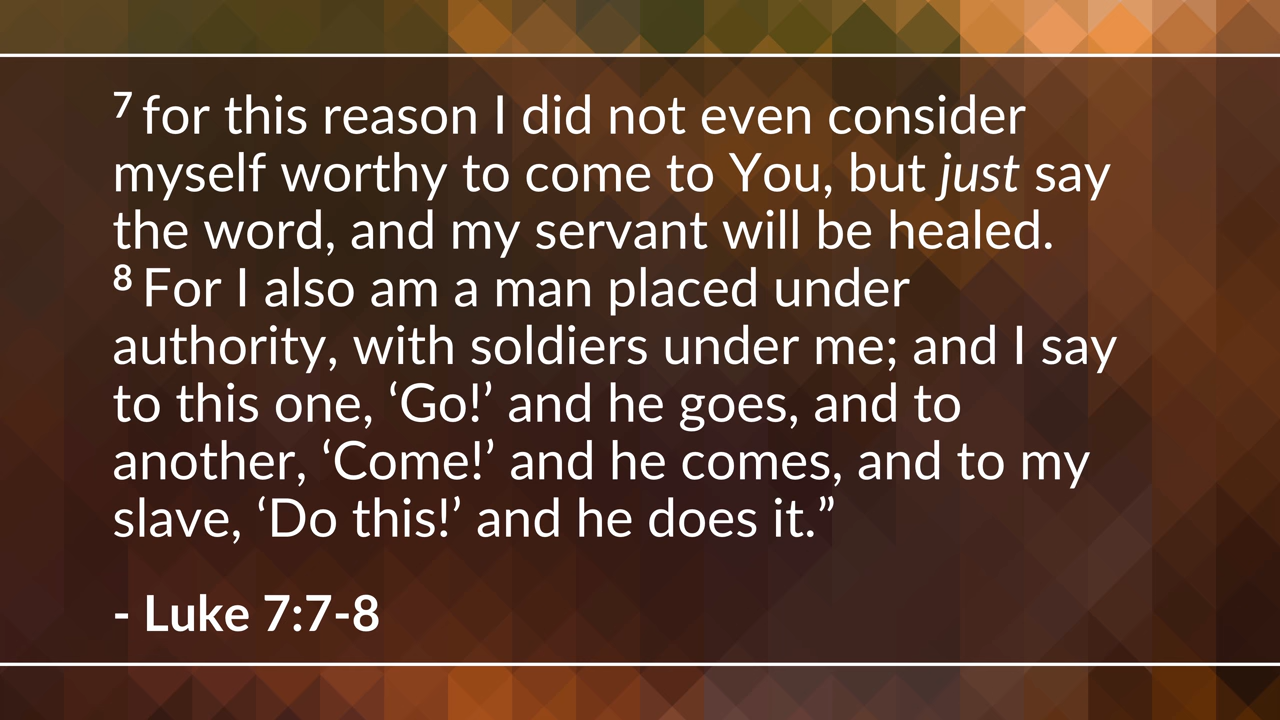 7 for this reason I did not even consider
myself worthy to come to You, but just say
the word, and my servant will be healed.
8 For I also am a man placed under
authority, with soldiers under me; and I say
to this one, ‘Go!’ and he goes, and to
another, ‘Come!’ and he comes, and to my
slave, ‘Do this!’ and he does it.”
- Luke 7:7-8